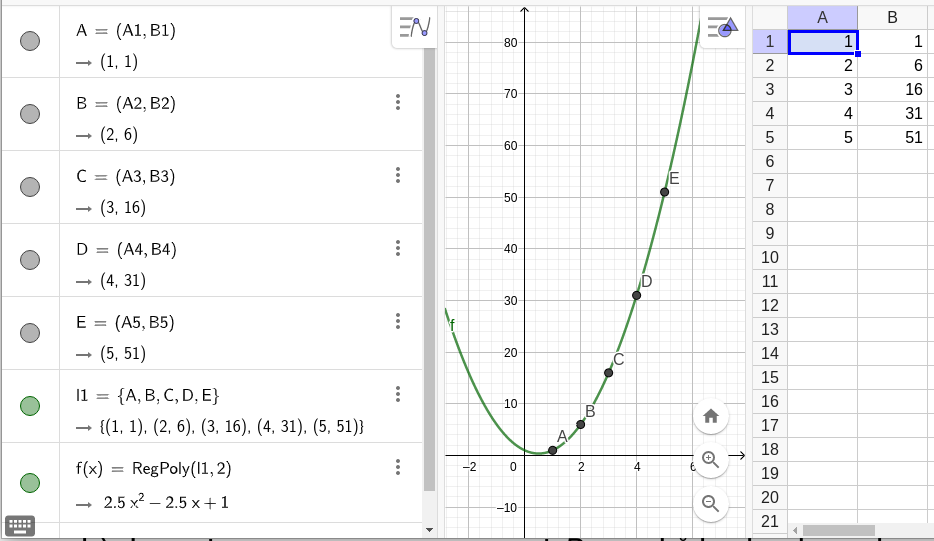 A = (A1, B1)
→ (1, 1)
B = (A2, B2)
→ (2, 6)
C = (A3, B3)
→ (3, 16)
D = (A4, B4)
→ (4, 31)
E = (A5, B5)
→ (5, 51)
l1 = {A, B, C, D, E}
→ {(1, 1), (2, 6), (3, 16), (4, 31), (5, 51)}
f(x) = RegPoly(l1, 2)
→ 2.5 x² − 2.5 x + 1
80
70
60
50
40
30
20
10
0
−10
−2
2
4
6
f
A
B
C
D
E
A B
1 1 1
2 2 6
3 3 16
4 4 31
5 5 51
6
7
8
9
10
11
12
13
14
15
16
17
18
19
20
21